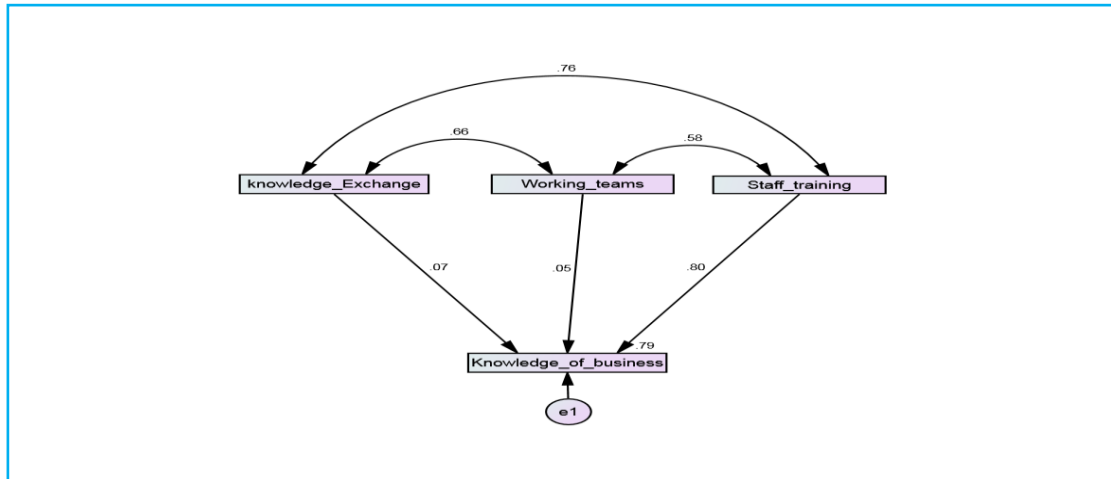 .76
.66
.58
knowledge_Exchange
Working_teams
Staff_training
.07
.05
.80
.79
Knowledge_of_business
e1